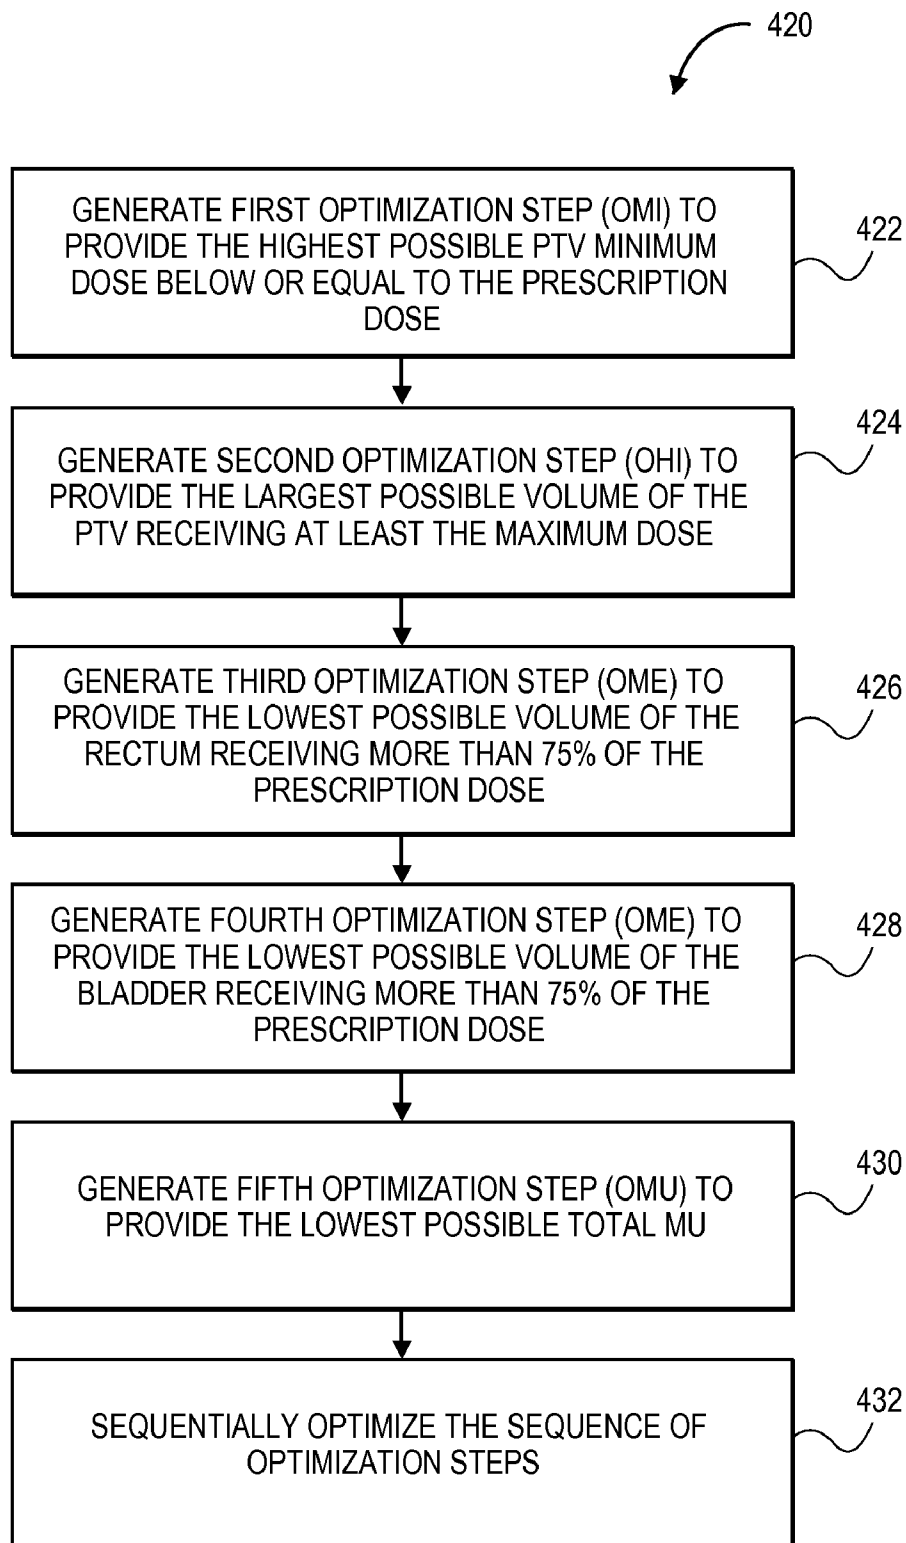 420
GENERATE FIRST OPTIMIZATION STEP (OMI) TO
PROVIDE THE HIGHEST POSSIBLE PTV MINIMUM
DOSE BELOW OR EQUAL TO THE PRESCRIPTION
DOSE
422
GENERATE SECOND OPTIMIZATION STEP (OHI) TO
PROVIDE THE LARGEST POSSIBLE VOLUME OF THE
PTV RECEIVING AT LEAST THE MAXIMUM DOSE
424
GENERATE THIRD OPTIMIZATION STEP (OME) TO
PROVIDE THE LOWEST POSSIBLE VOLUME OF THE
RECTUM RECEIVING MORE THAN 75% OF THE
PRESCRIPTION DOSE
426
GENERATE FOURTH OPTIMIZATION STEP (OME) TO
PROVIDE THE LOWEST POSSIBLE VOLUME OF THE
BLADDER RECEIVING MORE THAN 75% OF THE
PRESCRIPTION DOSE
428
GENERATE FIFTH OPTIMIZATION STEP (OMU) TO
PROVIDE THE LOWEST POSSIBLE TOTAL MU
430
SEQUENTIALLY OPTIMIZE THE SEQUENCE OF
OPTIMIZATION STEPS
432